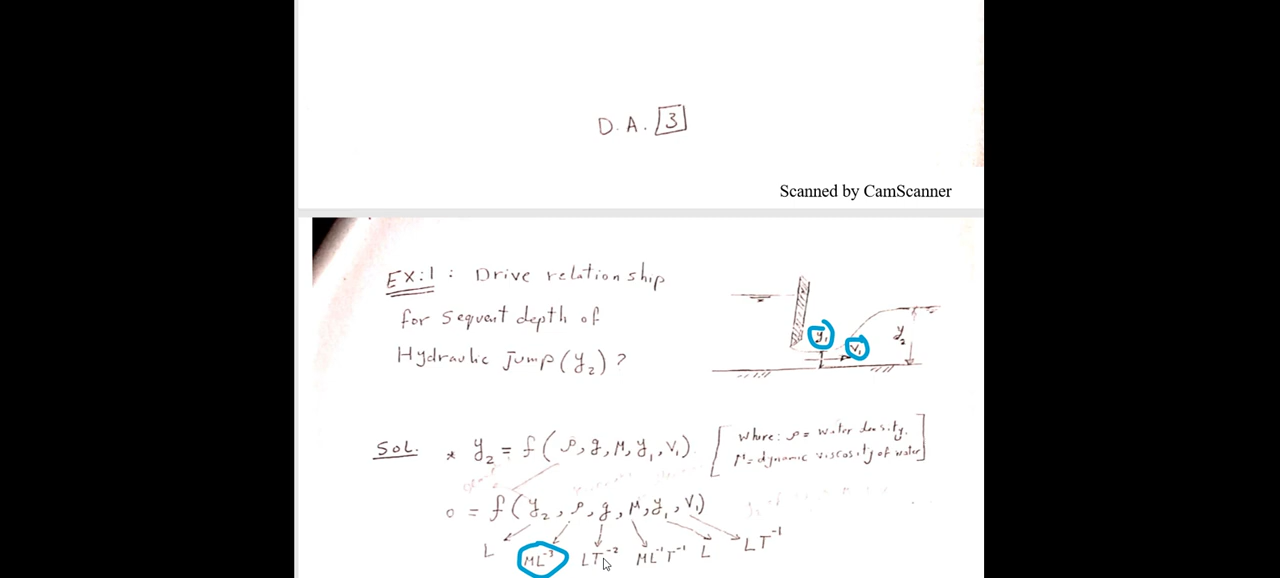 D. A. 3
Scanned by CamScanner
EX:1 : Drive relationship
for sequent depth of
Hydraulic Jump (y₂) ?
y₁
V₁
y₂
Sol. * y₂ = f(ρ, g, μ, y₁, V₁)
[where: ρ = water density.
μ = dynamic viscosity of water]
0 = f(y₂, ρ, g, μ, y₁, V₁)
L ML⁻³ LT⁻² ML⁻¹T⁻¹ L LT⁻¹